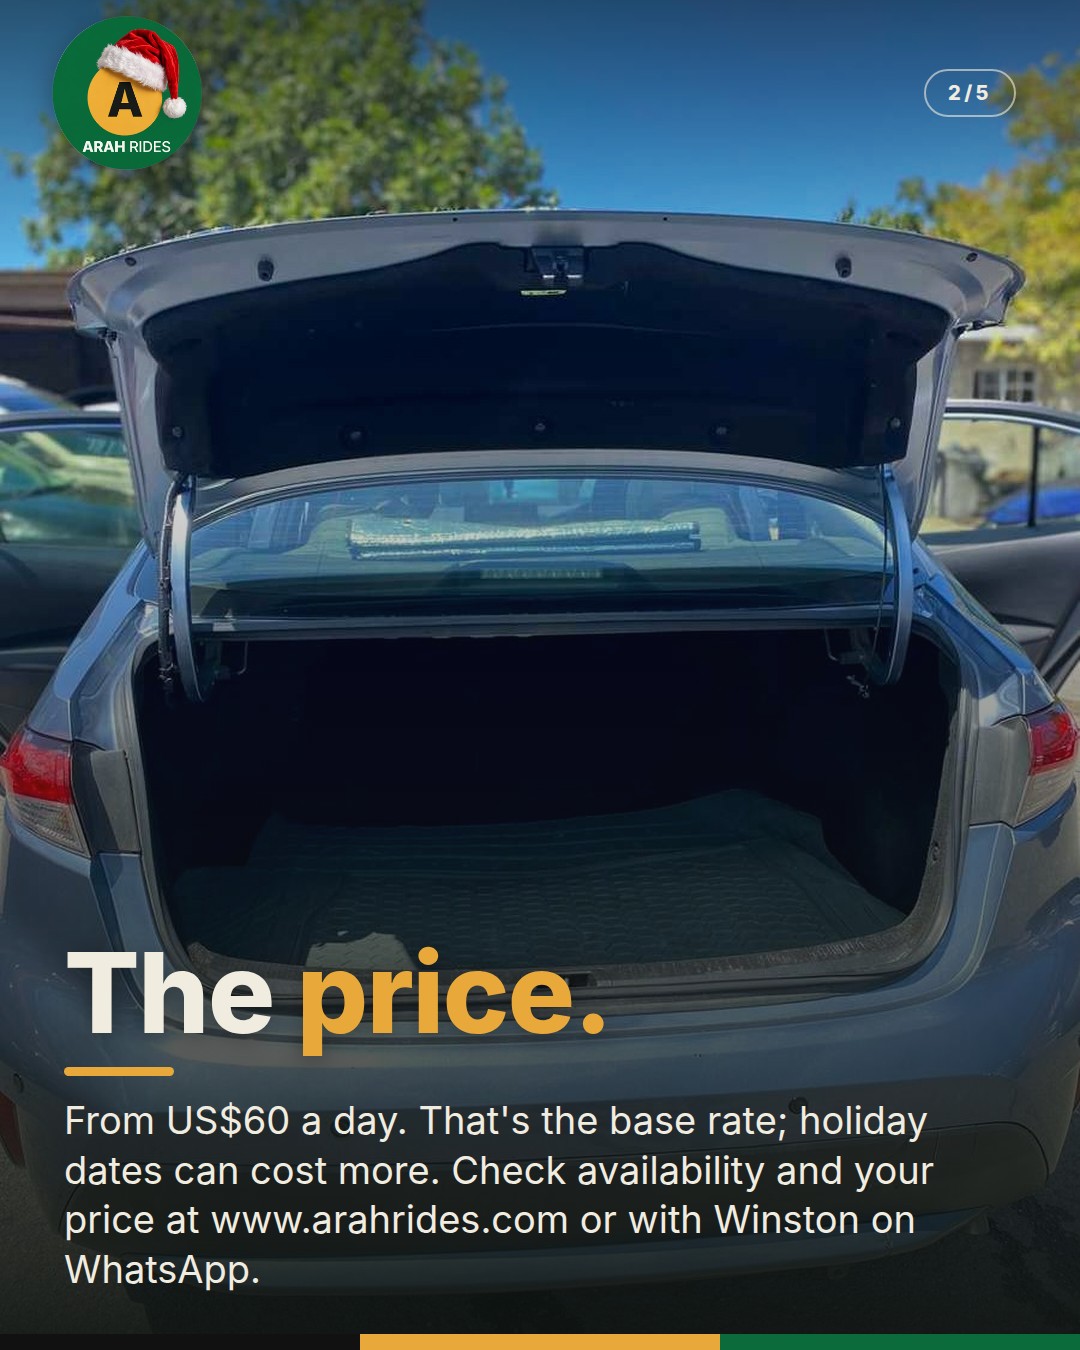 A
ARAH RIDES
2/5
The price.
From US$60 a day. That's the base rate; holiday
dates can cost more. Check availability and your
price at www.arahrides.com or with Winston on
WhatsApp.